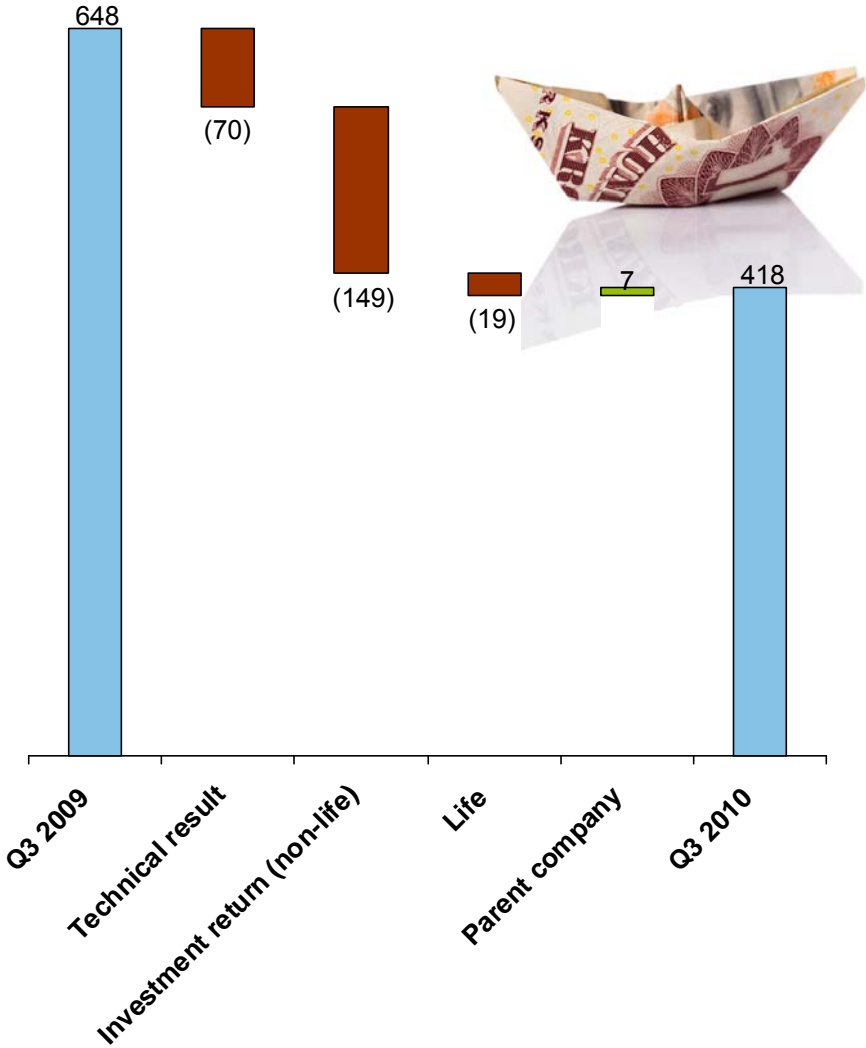 648
(70)
(149)
(19)
7
418
Q3 2009
Technical result
Investment return (non-life)
Life
Parent company
Q3 2010